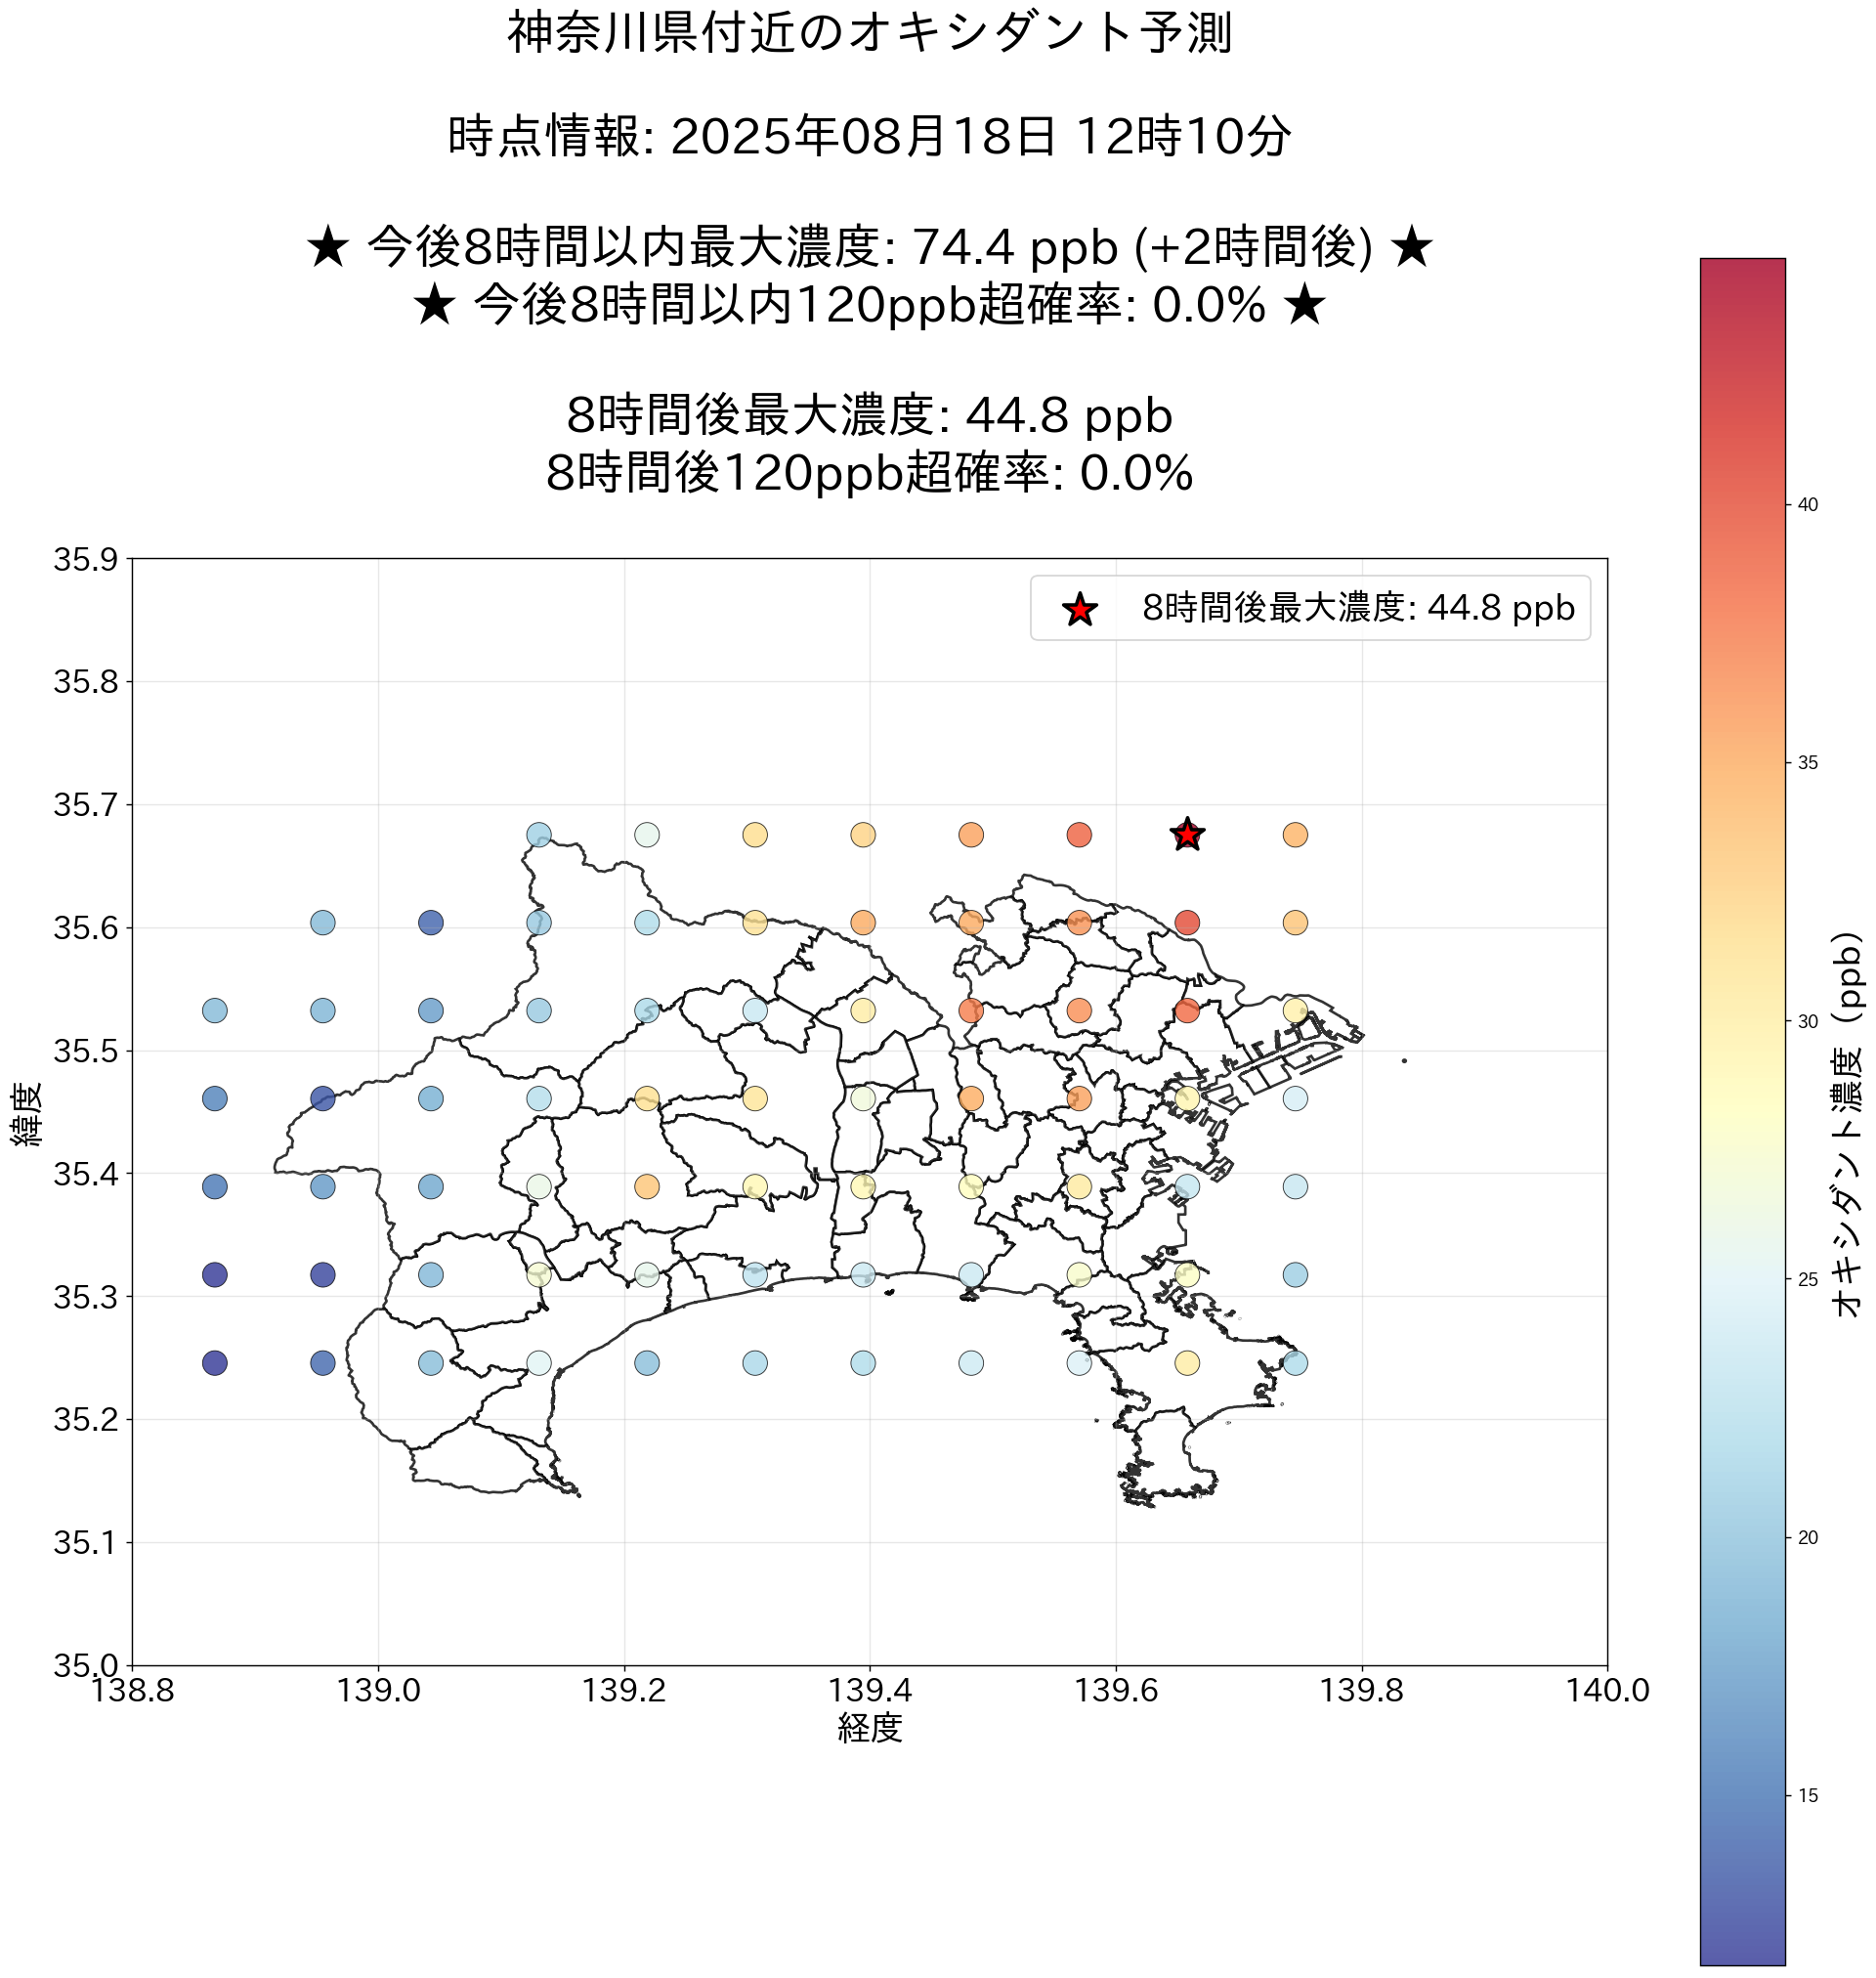 神奈川県付近のオキシダント予測
時点情報: 2025年08月18日 12時10分
★ 今後8時間以内最大濃度: 74.4 ppb (+2時間後) ★
★ 今後8時間以内120ppb超確率: 0.0% ★
8時間後最大濃度: 44.8 ppb
8時間後120ppb超確率: 0.0%
8時間後最大濃度: 44.8 ppb
35.9
35.8
35.7
35.6
35.5
35.4
35.3
35.2
35.1
35.0
緯度
138.8
139.0
139.2
139.4
139.6
139.8
140.0
経度
40
35
30
25
20
15
オキシダント濃度（ppb）